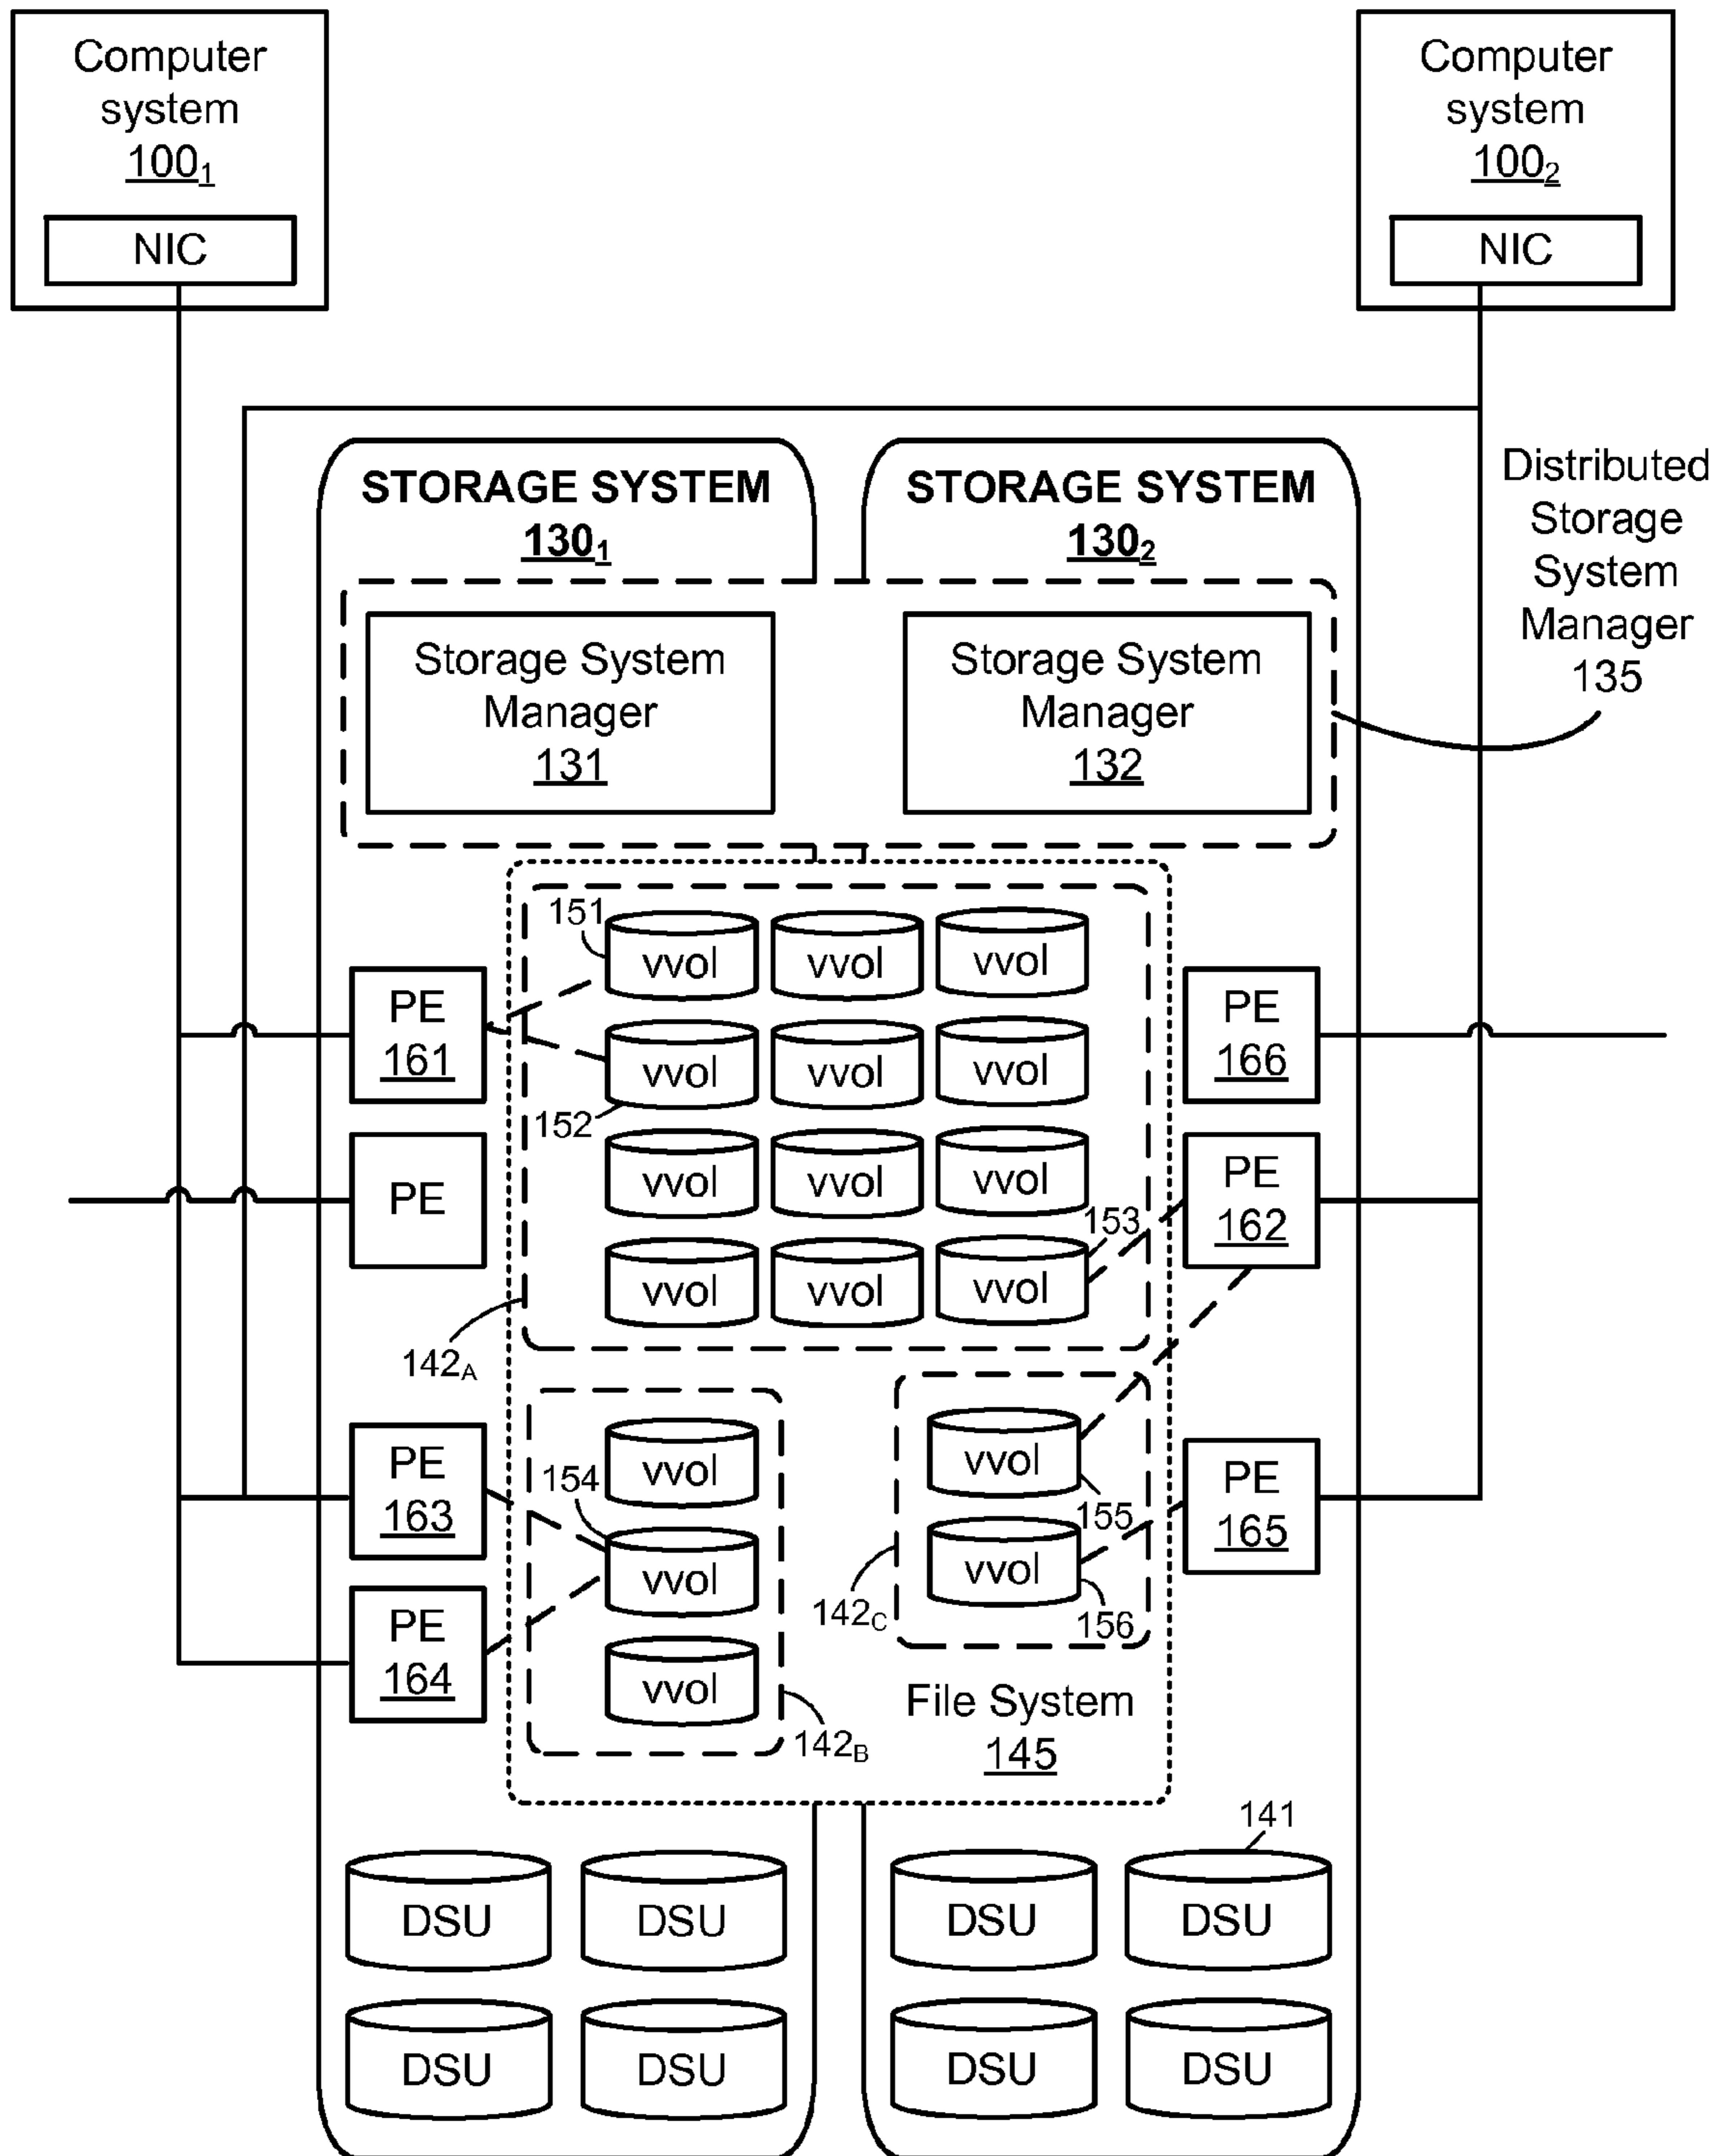 Computer
system
100₁
NIC
Computer
system
100₂
NIC
STORAGE SYSTEM
130₁
STORAGE SYSTEM
130₂
Distributed
Storage
System
Manager
135
Storage System
Manager
131
Storage System
Manager
132
151
vvol
vvol
vvol
PE
161
PE
166
vvol
vvol
vvol
152
PE
vvol
vvol
vvol
PE
162
153
vvol
vvol
vvol
142A
PE
163
vvol
vvol
155
154
PE
165
vvol
vvol
156
142C
PE
164
vvol
142B
File System
145
141
DSU
DSU
DSU
DSU
DSU
DSU
DSU
DSU